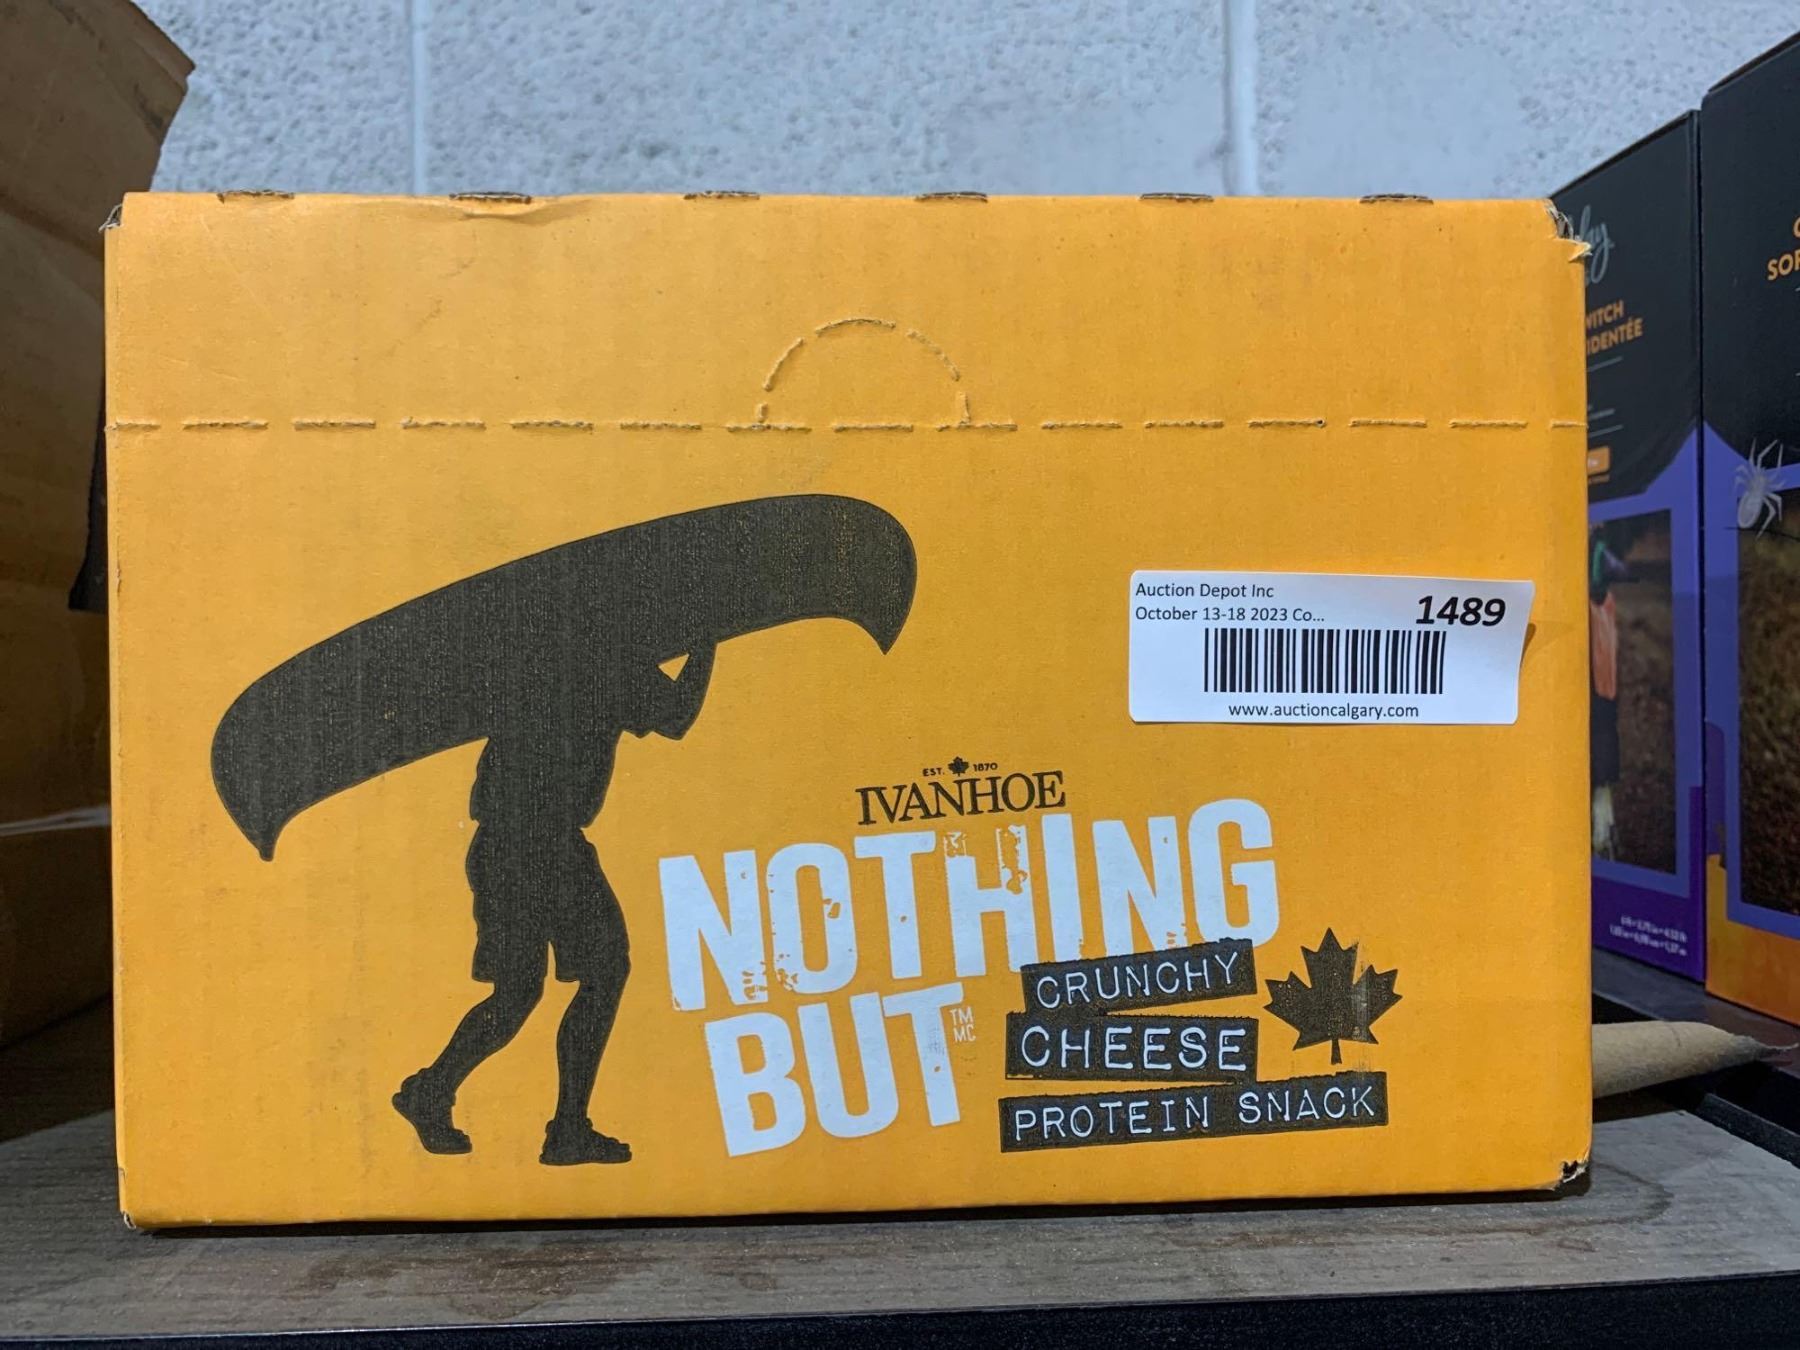 Auction Depot Inc
October 13-18 2023 Co...
1489
www.auctioncalgary.com
EST. 1870
IVANHOE
NOTHING
BUT
TM
MC
CRUNCHY
CHEESE
PROTEIN SNACK
IDENTÉE